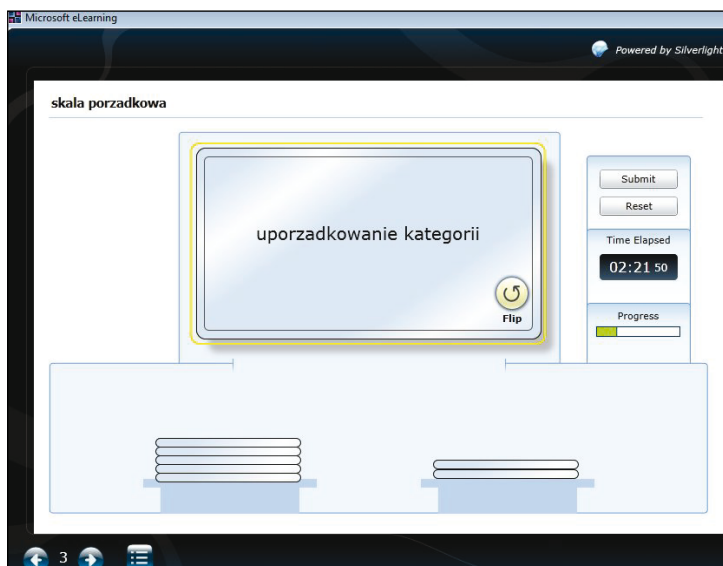 Microsoft eLearning
Powered by Silverlight
skala porzadkowa
uporzadkowanie kategorii
Flip
Submit
Reset
Time Elapsed
02:21 50
Progress
3